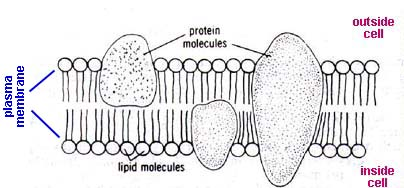 outside
cell
protein
molecules
plasma
membrane
lipid molecules
inside
cell